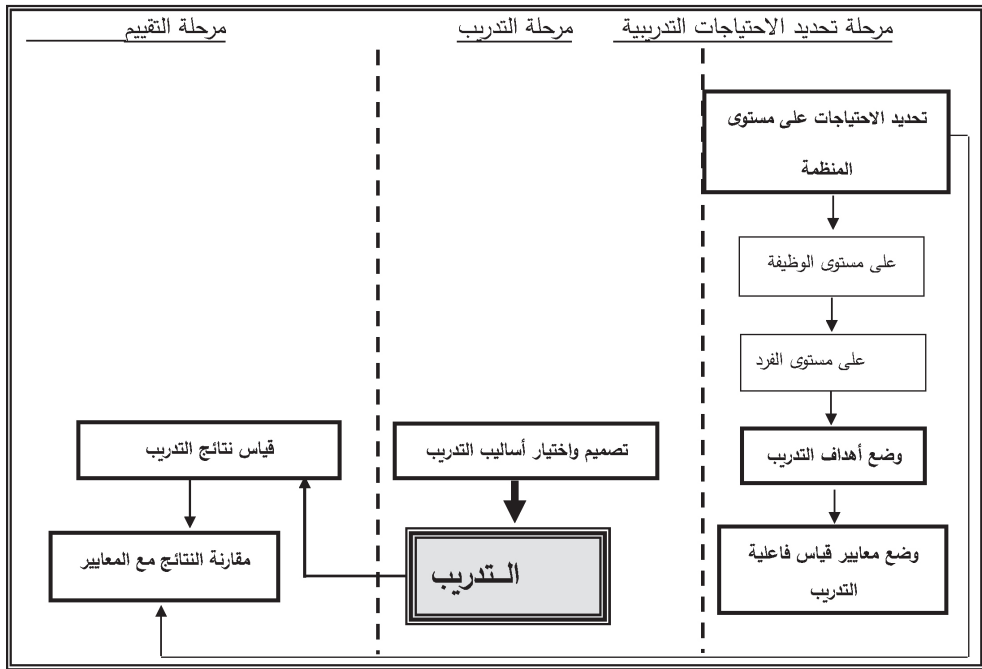 مرحلة تحديد الاحتياجات التدريبية
مرحلة التدريب
مرحلة التقييم
تحديد الاحتياجات على مستوى
المنظمة
على مستوى الوظيفة
على مستوى الفرد
وضع أهداف التدريب
وضع معايير قياس فاعلية
التدريب
تصميم واختيار أساليب التدريب
الـتدريب
قياس نتائج التدريب
مقارنة النتائج مع المعايير